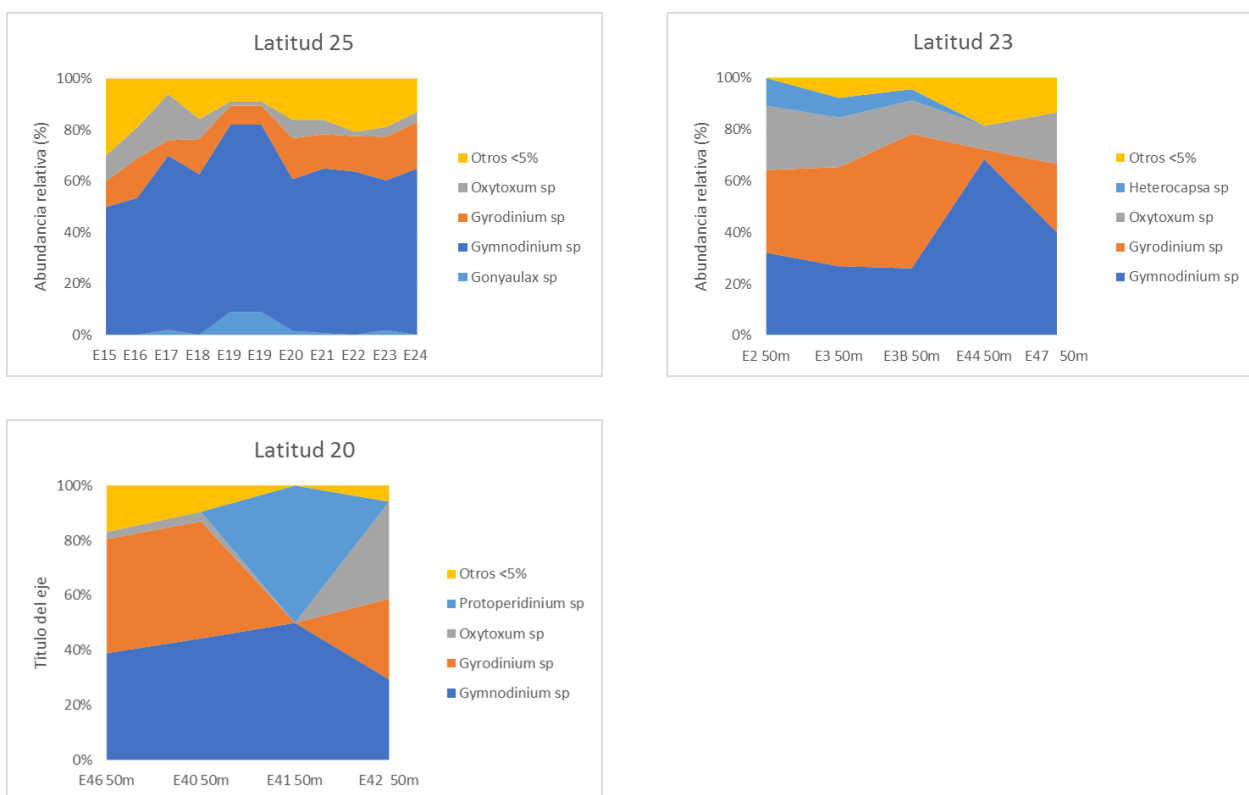 Latitud 25
Abundancia relativa (%)
100%
80%
60%
40%
20%
0%
E15 E16 E17 E18 E19 E19 E20 E21 E22 E23 E24
Otros <5%
Oxytoxum sp
Gyrodinium sp
Gymnodinium sp
Gonyaulax sp
Latitud 23
Abundancia relativa (%)
100%
80%
60%
40%
20%
0%
E2 50m E3 50m E3B 50m E44 50m E47 50m
Otros <5%
Heterocapsa sp
Oxytoxum sp
Gyrodinium sp
Gymnodinium sp
Latitud 20
Título del eje
100%
80%
60%
40%
20%
0%
E46 50m E40 50m E41 50m E42 50m
Otros <5%
Protoperidinium sp
Oxytoxum sp
Gyrodinium sp
Gymnodinium sp